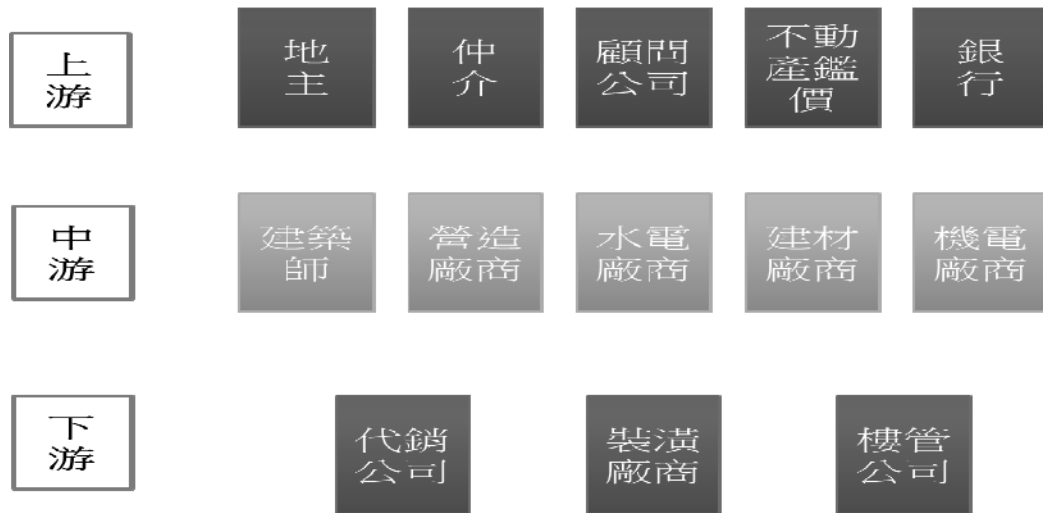 上
游
地
主
仲
介
顧問
公司
不動
產鑑
價
銀
行
中
游
建築
師
營造
廠商
水電
廠商
建材
廠商
機電
廠商
下
游
代銷
公司
裝潢
廠商
樓管
公司